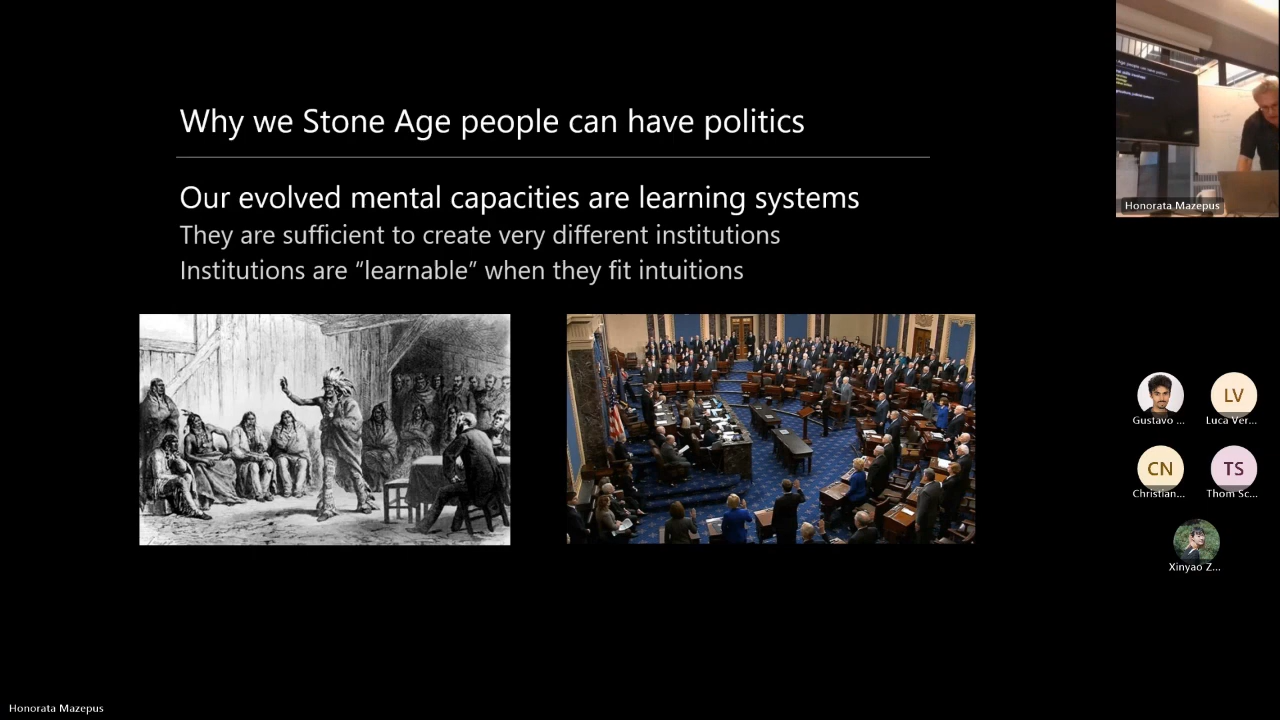 Why we Stone Age people can have politics
Our evolved mental capacities are learning systems
They are sufficient to create very different institutions
Institutions are “learnable” when they fit intuitions
Honorata Mazepus
Gustavo ...
LV
Luca Ver...
CN
Christian...
TS
Thom Sc...
Xinyao Z...
Honorata Mazepus